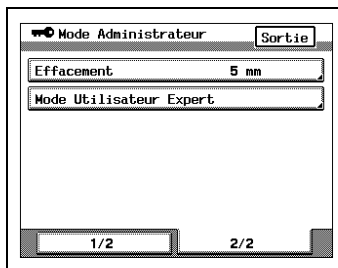 Mode Administrateur Sortie
Effacement 5 mm
Mode Utilisateur Expert
1/2 2/2